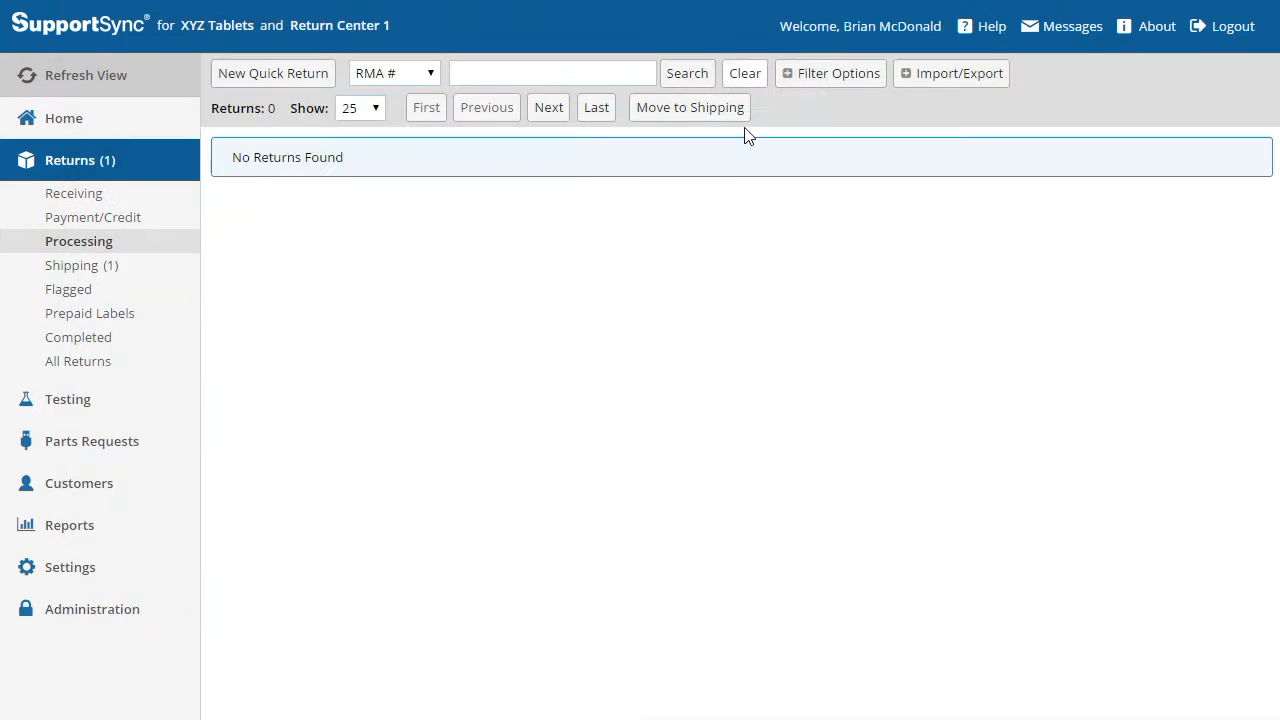 SupportSync® for XYZ Tablets and Return Center 1
Welcome, Brian McDonald ? Help Messages i About Logout
Refresh View
New Quick Return RMA # Search Clear Filter Options Import/Export
Returns: 0 Show: 25 First Previous Next Last Move to Shipping
No Returns Found
Home
Returns (1)
Receiving
Payment/Credit
Processing
Shipping (1)
Flagged
Prepaid Labels
Completed
All Returns
Testing
Parts Requests
Customers
Reports
Settings
Administration